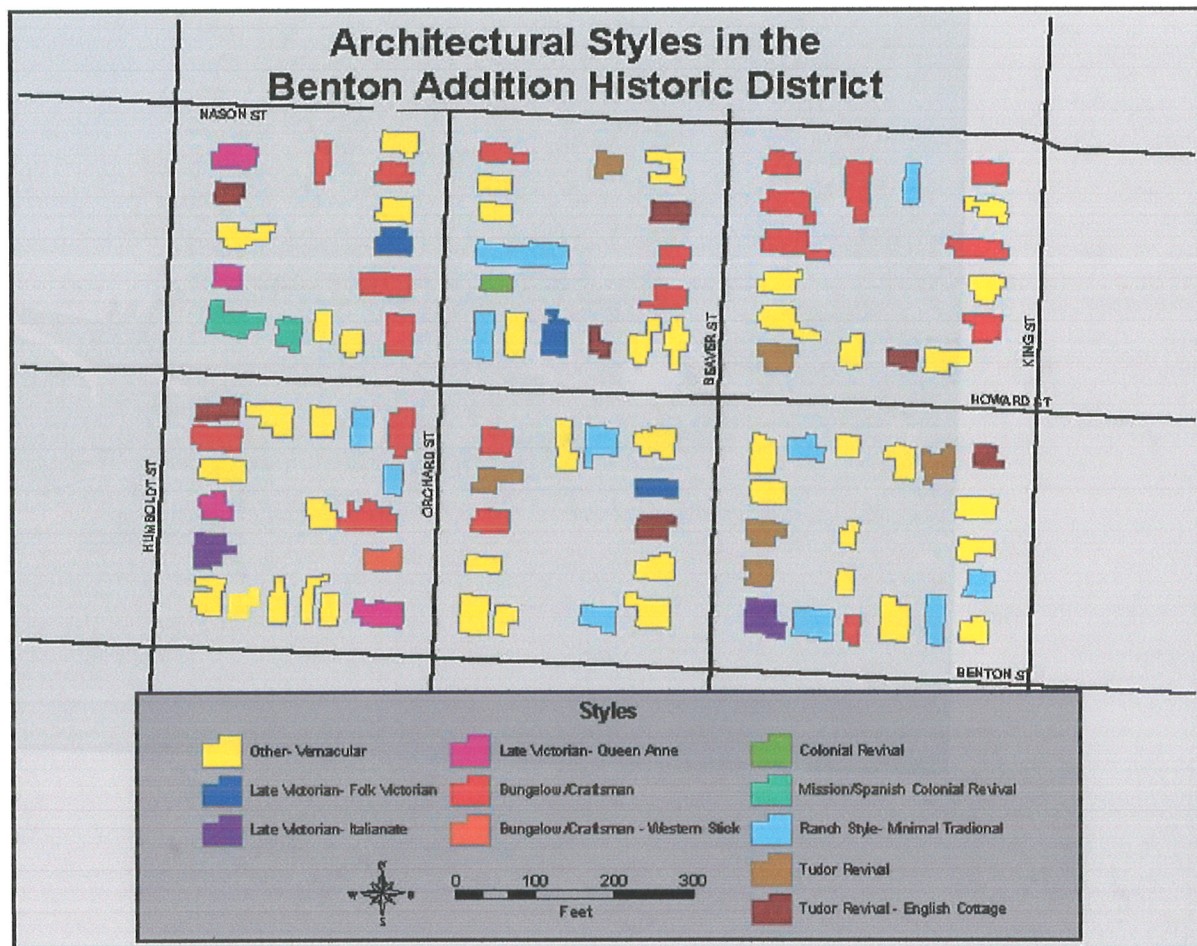 Architectural Styles in the
Benton Addition Historic District
NASON ST
HOWARD ST
BENTON ST
HUMBOLDT ST
ORCHARD ST
BEAVER ST
KING ST
Styles
Other- Vernacular
Late Victorian- Folk Victorian
Late Victorian- Italianate
Late Victorian- Queen Anne
Bungalow/Craftsman
Bungalow/Craftsman - Western Stick
Colonial Revival
Mission/Spanish Colonial Revival
Ranch Style- Minimal Tradional
Tudor Revival
Tudor Revival - English Cottage
N
W E
S
0 100 200 300
Feet